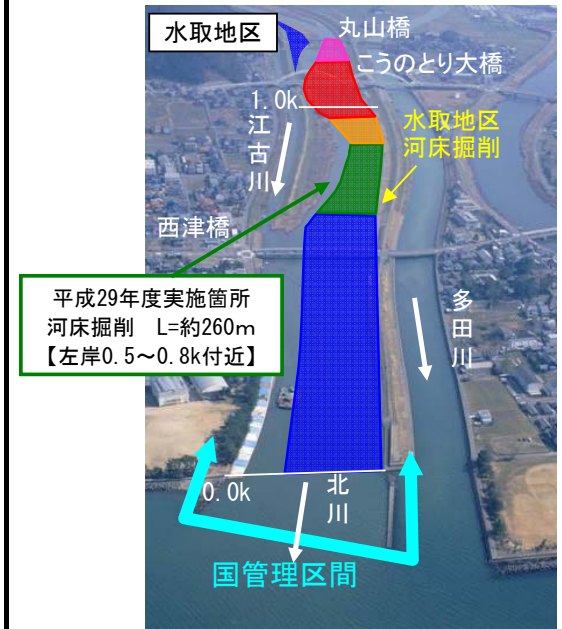 水取地区
丸山橋
こうのとり大橋
1.0k
江古川
水取地区
河床掘削
西津橋
平成29年度実施箇所
河床掘削 L=約260m
【左岸0.5～0.8k付近】
多田川
0.0k
北川
国管理区間